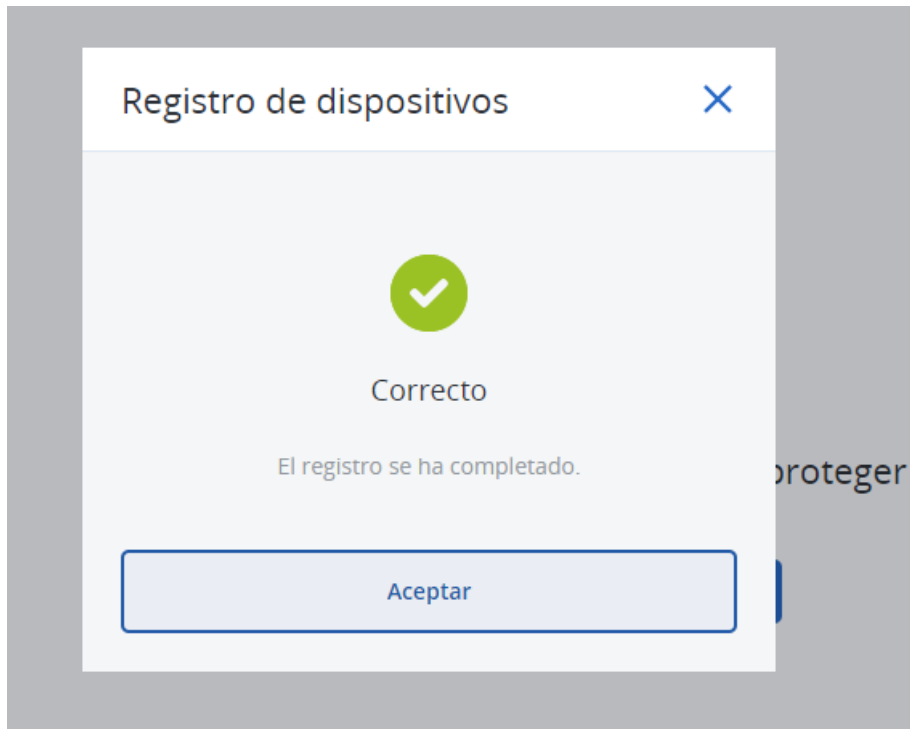 Registro de dispositivos
Correcto
El registro se ha completado.
proteger
Aceptar